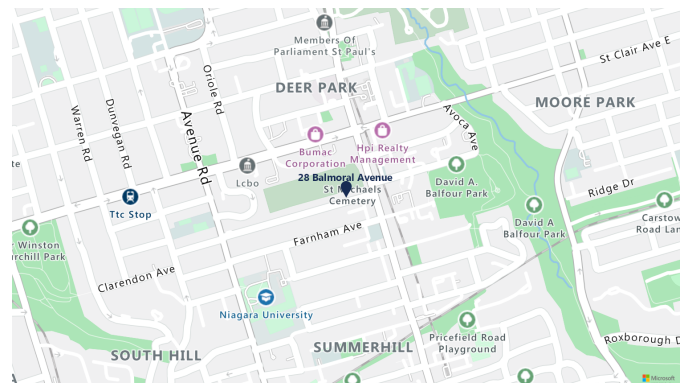 Members Of
Parliament St Paul's
St Clair Ave E
DEER PARK
Oriole Rd
MOORE PARK
Dunvegan Rd
Warren Rd
Avenue Rd
Avoca Ave
Bumac
Corporation
Hpi Realty
Management
te
Lcbo
28 Balmoral Avenue
St Michaels
Cemetery
David A.
Balfour Park
Ridge Dr
Ttc Stop
David A
Balfour Park
Carstow
Road Lan
Winston
urchill Park
Farnham Ave
Clarendon Ave
Niagara University
Pricefield Road
Playground
Roxborough D
SUMMERHILL
SOUTH HILL
A
Microsoft